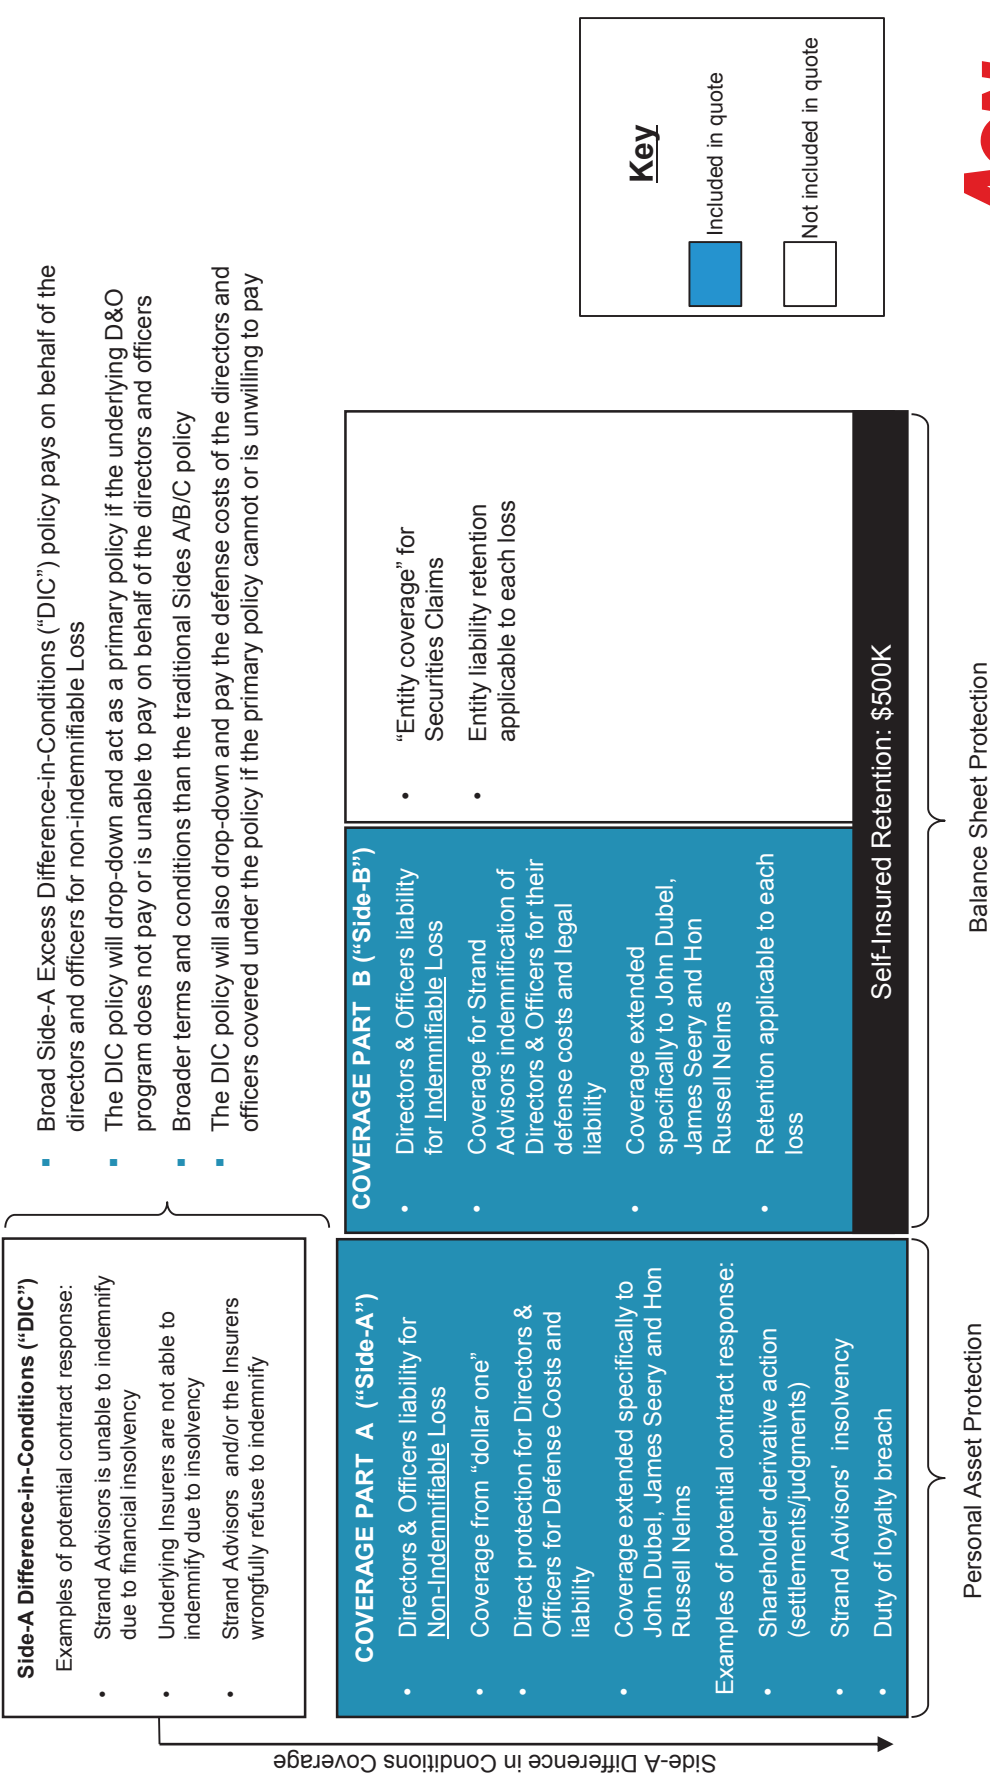 Side-A Difference-in-Conditions (“DIC”)
Examples of potential contract response:
• Strand Advisors is unable to indemnify
due to financial insolvency
• Underlying Insurers are not able to
indemnify due to insolvency
• Strand Advisors and/or the Insurers
wrongfully refuse to indemnify
▪ Broad Side-A Excess Difference-in-Conditions (“DIC”) policy pays on behalf of the
directors and officers for non-indemnifiable Loss
▪ The DIC policy will drop-down and act as a primary policy if the underlying D&O
program does not pay or is unable to pay on behalf of the directors and officers
▪ Broader terms and conditions than the traditional Sides A/B/C policy
▪ The DIC policy will also drop-down and pay the defense costs of the directors and
officers covered under the policy if the primary policy cannot or is unwilling to pay
Side-A Difference in Conditions Coverage
COVERAGE PART A (“Side-A”)
• Directors & Officers liability for
Non-Indemnifiable Loss
• Coverage from “dollar one”
• Direct protection for Directors &
Officers for Defense Costs and
liability
• Coverage extended specifically to
John Dubel, James Seery and Hon
Russell Nelms
Examples of potential contract response:
• Shareholder derivative action
(settlements/judgments)
• Strand Advisors' insolvency
• Duty of loyalty breach
COVERAGE PART B (“Side-B”)
• Directors & Officers liability
for Indemnifiable Loss
• Coverage for Strand
Advisors indemnification of
Directors & Officers for their
defense costs and legal
liability
• Coverage extended
specifically to John Dubel,
James Seery and Hon
Russell Nelms
• Retention applicable to each
loss
• “Entity coverage” for
Securities Claims
• Entity liability retention
applicable to each loss
Self-Insured Retention: $500K
Personal Asset Protection
Balance Sheet Protection
Key
Included in quote
Not included in quote